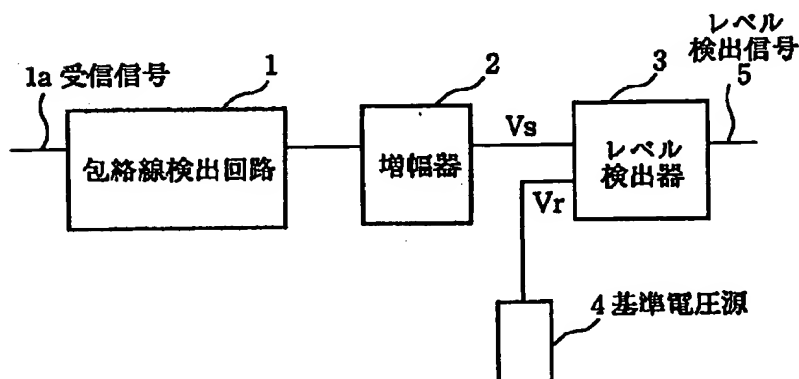 レベル
検出信号
5
1a 受信信号
1
2
3
包絡線検出回路
増幅器
Vs
レベル
検出器
Vr
4 基準電圧源